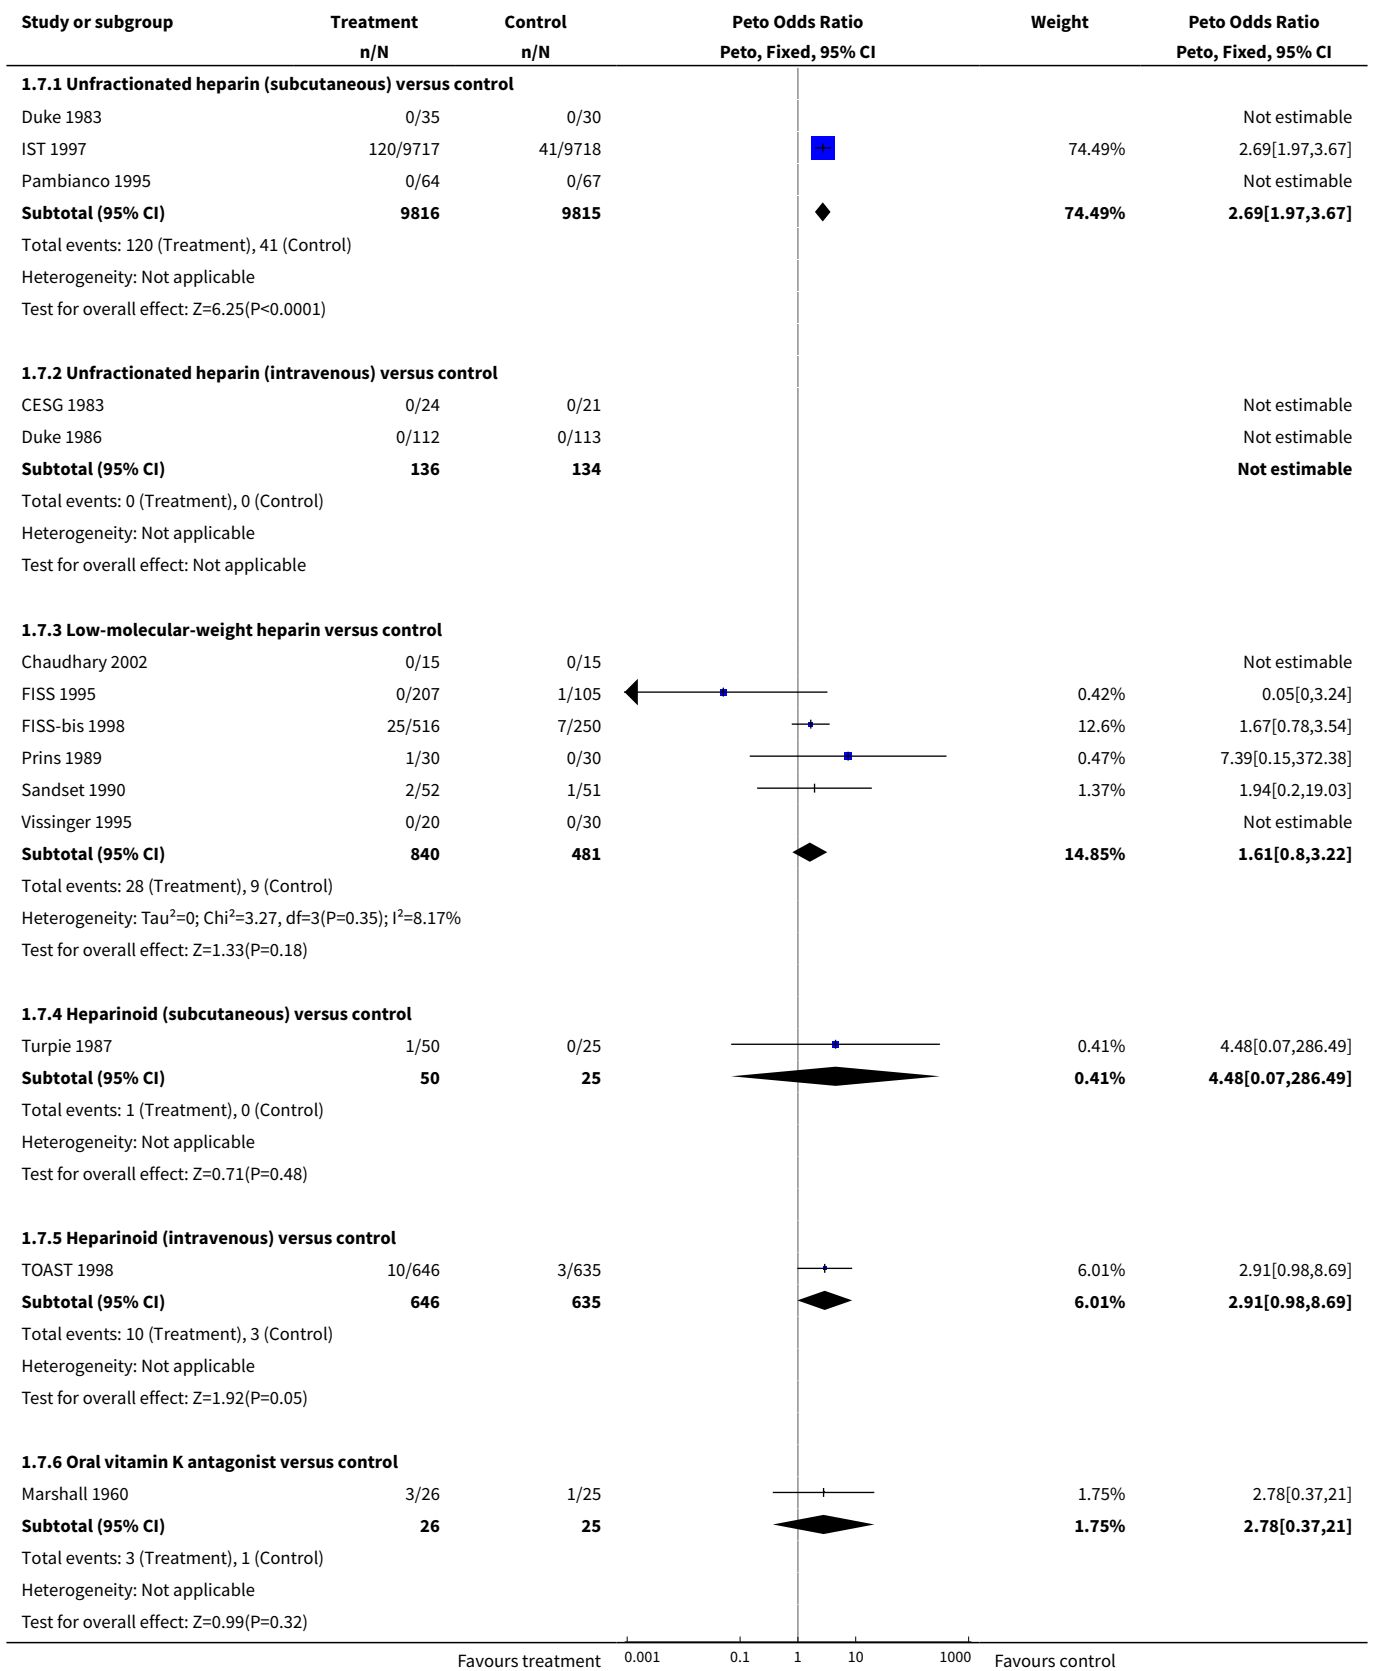 Study or subgroup Treatment Control Peto Odds Ratio Weight Peto Odds Ratio
n/N n/N Peto, Fixed, 95% CI Peto, Fixed, 95% CI
1.7.1 Unfractionated heparin (subcutaneous) versus control
Duke 1983 0/35 0/30 Not estimable
IST 1997 120/9717 41/9718 74.49% 2.69[1.97,3.67]
Pambianco 1995 0/64 0/67 Not estimable
Subtotal (95% CI) 9816 9815 74.49% 2.69[1.97,3.67]
Total events: 120 (Treatment), 41 (Control)
Heterogeneity: Not applicable
Test for overall effect: Z=6.25(P<0.0001)
1.7.2 Unfractionated heparin (intravenous) versus control
CESG 1983 0/24 0/21 Not estimable
Duke 1986 0/112 0/113 Not estimable
Subtotal (95% CI) 136 134 Not estimable
Total events: 0 (Treatment), 0 (Control)
Heterogeneity: Not applicable
Test for overall effect: Not applicable
1.7.3 Low-molecular-weight heparin versus control
Chaudhary 2002 0/15 0/15 Not estimable
FISS 1995 0/207 1/105 0.42% 0.05[0,3.24]
FISS-bis 1998 25/516 7/250 12.6% 1.67[0.78,3.54]
Prins 1989 1/30 0/30 0.47% 7.39[0.15,372.38]
Sandset 1990 2/52 1/51 1.37% 1.94[0.2,19.03]
Vissinger 1995 0/20 0/30 Not estimable
Subtotal (95% CI) 840 481 14.85% 1.61[0.8,3.22]
Total events: 28 (Treatment), 9 (Control)
Heterogeneity: Tau²=0; Chi²=3.27, df=3(P=0.35); I²=8.17%
Test for overall effect: Z=1.33(P=0.18)
1.7.4 Heparinoid (subcutaneous) versus control
Turpie 1987 1/50 0/25 0.41% 4.48[0.07,286.49]
Subtotal (95% CI) 50 25 0.41% 4.48[0.07,286.49]
Total events: 1 (Treatment), 0 (Control)
Heterogeneity: Not applicable
Test for overall effect: Z=0.71(P=0.48)
1.7.5 Heparinoid (intravenous) versus control
TOAST 1998 10/646 3/635 6.01% 2.91[0.98,8.69]
Subtotal (95% CI) 646 635 6.01% 2.91[0.98,8.69]
Total events: 10 (Treatment), 3 (Control)
Heterogeneity: Not applicable
Test for overall effect: Z=1.92(P=0.05)
1.7.6 Oral vitamin K antagonist versus control
Marshall 1960 3/26 1/25 1.75% 2.78[0.37,21]
Subtotal (95% CI) 26 25 1.75% 2.78[0.37,21]
Total events: 3 (Treatment), 1 (Control)
Heterogeneity: Not applicable
Test for overall effect: Z=0.99(P=0.32)
Favours treatment 0.001 0.1 1 10 1000 Favours control